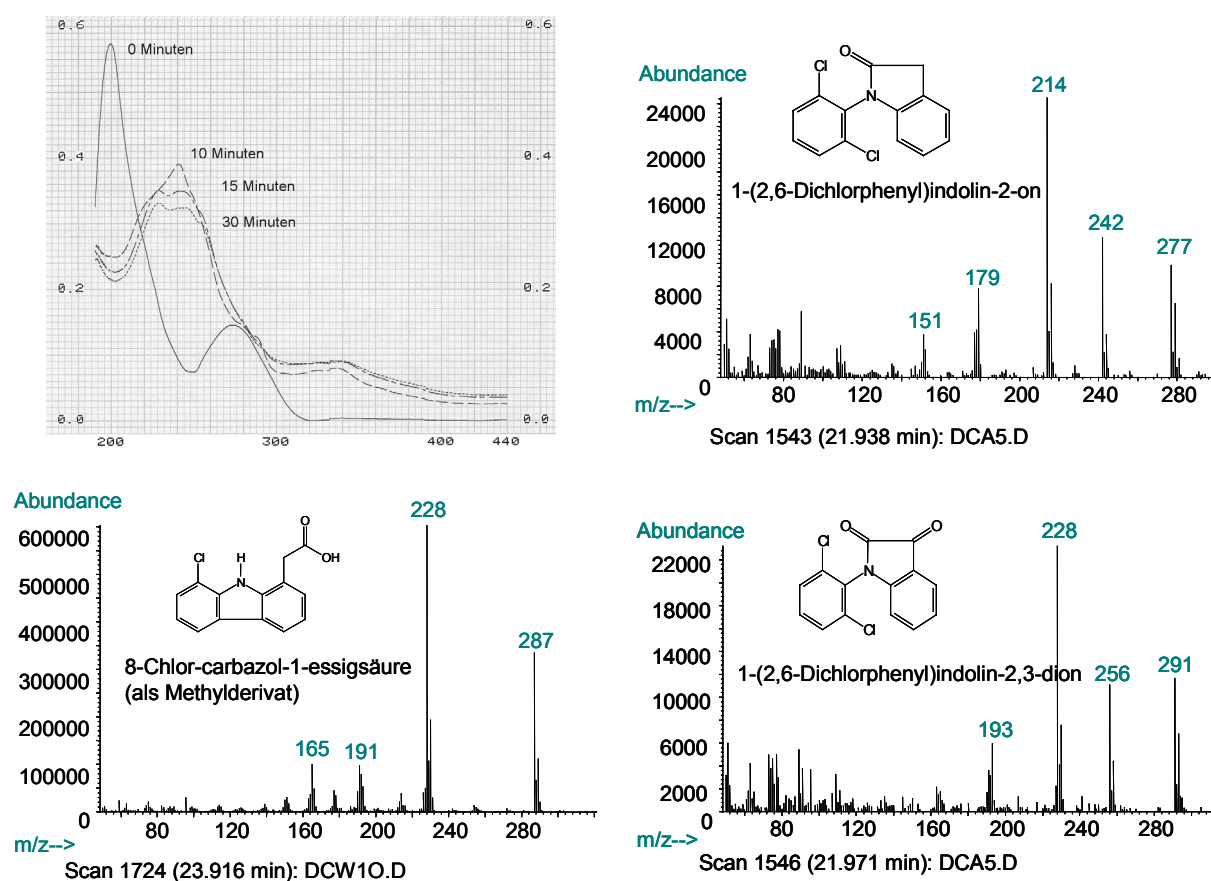 0.6
0.6
0 Minuten
0.4
10 Minuten
0.4
15 Minuten
30 Minuten
0.2
0.2
0.0
0.0
200
300
400
440
Abundance
24000
20000
16000
12000
8000
4000
0
214
242
277
179
151
O
Cl
N
Cl
1-(2,6-Dichlorphenyl)indolin-2-on
80
120
160
200
240
280
m/z-->
Scan 1543 (21.938 min): DCA5.D
Abundance
600000
500000
400000
300000
200000
100000
0
228
287
165
191
O
OH
Cl
H
N
8-Chlor-carbazol-1-essigsäure
(als Methylderivat)
80
120
160
200
240
280
m/z-->
Scan 1724 (23.916 min): DCW1O.D
Abundance
22000
18000
14000
10000
6000
2000
0
228
256
291
193
O
O
Cl
N
Cl
1-(2,6-Dichlorphenyl)indolin-2,3-dion
80
120
160
200
240
280
m/z-->
Scan 1546 (21.971 min): DCA5.D